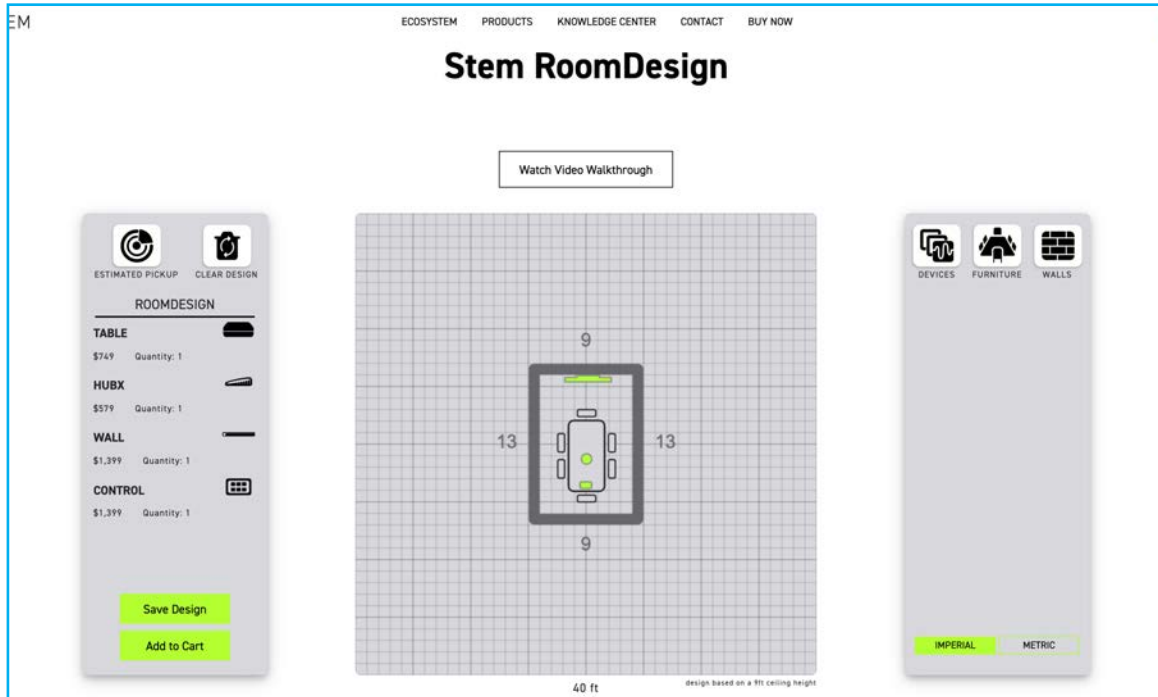 EM
ECOSYSTEM PRODUCTS KNOWLEDGE CENTER CONTACT BUY NOW
Stem RoomDesign
Watch Video Walkthrough
ESTIMATED PICKUP CLEAR DESIGN
ROOMDESIGN
TABLE
$749 Quantity: 1
HUBX
$579 Quantity: 1
WALL
$1,399 Quantity: 1
CONTROL
$1,399 Quantity: 1
Save Design
Add to Cart
9
13 13
9
40 ft
design based on a 9ft ceiling height
DEVICES FURNITURE WALLS
IMPERIAL METRIC